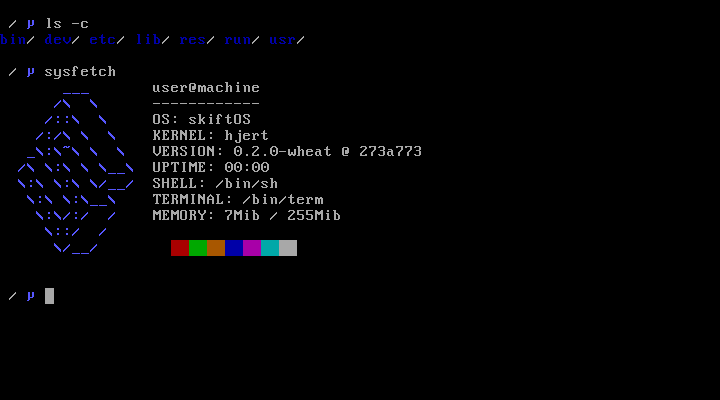 / µ ls -c
bin/ dev/ etc/ lib/ res/ run/ usr/
/ µ sysfetch
user@machine
------------
OS: skiftOS
KERNEL: hjert
VERSION: 0.2.0-wheat @ 273a773
UPTIME: 00:00
SHELL: /bin/sh
TERMINAL: /bin/term
MEMORY: 7Mib / 255Mib
/ µ